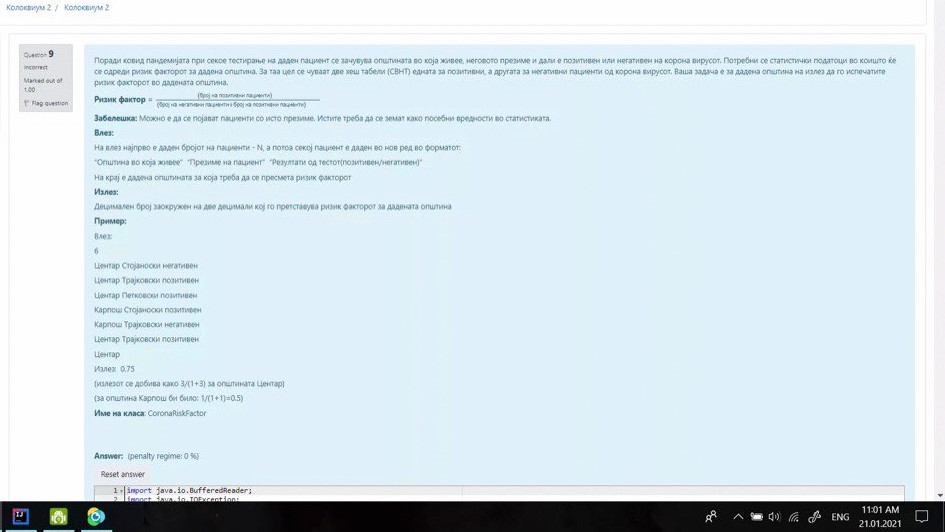 Колоквиум 2 / Колоквиум 2
Question 9
Incorrect
Marked out of
1.00
Flag question
Поради ковид пандемијата при секое тестирање на даден пациент се зачувува општината во која живее, неговото презиме и дали е позитивен или негативен на корона вирусот. Потребни се статистички податоци во коишто ќе
се одреди ризик факторот за дадена општина. За таа цел се чуваат две хеш табели (CBHT) едната за позитивни, а другата за негативни пациенти од корона вирусот. Ваша задача е за дадена општина на излез да го испечатите
ризик факторот во дадената општина.
Ризик фактор = (број на позитивни пациенти)
(број на негативни пациенти + број на позитивни пациенти)
Забелешка: Можно е да се појават пациенти со исто презиме. Истите треба да се земат како посебни вредности во статистиката.
Влез:
На влез најпрво е даден бројот на пациенти - N, а потоа секој пациент е даден во нов ред во форматот:
"Општина во која живее" "Презиме на пациент" "Резултати од тестот(позитивен/негативен)"
На крај е дадена општината за која треба да се пресмета ризик факторот
Излез:
Децимален број заокружен на две децимали кој го претставува ризик факторот за дадената општина
Пример:
Влез:
6
Центар Стојаноски негативен
Центар Трајковски позитивен
Центар Петковски позитивен
Карпош Стојаноски позитивен
Карпош Трајковски негативен
Центар Трајковски позитивен
Центар
Излез: 0.75
(излезот се добива како 3/(1+3) за општината Центар)
(за општина Карпош би било: 1/(1+1)=0.5)
Име на класа: CoronaRiskFactor
Answer: (penalty regime: 0 %)
Reset answer
1 import java.io.BufferedReader;
2 import java.io.IOException;
ENG
11:01 AM
21.01.2021